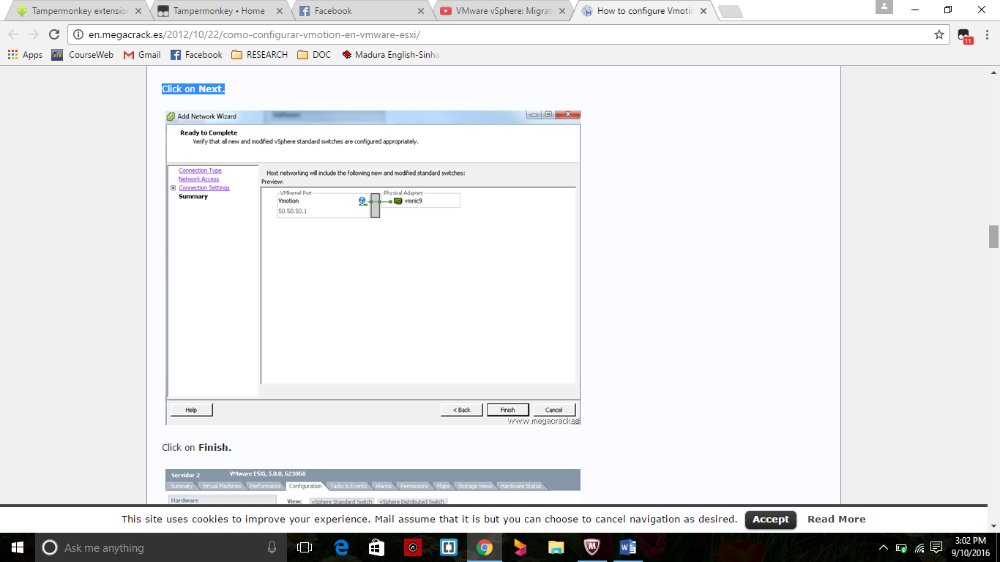 Tampermonkey extension
Tampermonkey • Home
Facebook
VMware vSphere: Migrat
How to configure Vmotic
en.megacrack.es/2012/10/22/como-configurar-vmotion-en-vmware-esxi/
11
Apps
CourseWeb
Gmail
Facebook
RESEARCH
DOC
Madura English-Sinha
Click on Next.
Add Network Wizard
Ready to Complete
Verify that all new and modified vSphere standard switches are configured appropriately.
Connection Type
Network Access
Connection Settings
Summary
Host networking will include the following new and modified standard switches:
Preview:
VMkernel Port
Physical Adapters
Vmotion
vmnic9
50.50.50.1
Help
< Back
Finish
Cancel
www.megacrack.es
Click on Finish.
Servidor 2
VMware ESXi, 5.0.0, 623860
Summary
Virtual Machines
Performance
Configuration
Tasks & Events
Alarms
Permissions
Maps
Storage Views
Hardware Status
Hardware
View:
vSphere Standard Switch
vSphere Distributed Switch
This site uses cookies to improve your experience. Mail assume that it is but you can choose to cancel navigation as desired.
Accept
Read More
Ask me anything
3:02 PM
9/10/2016